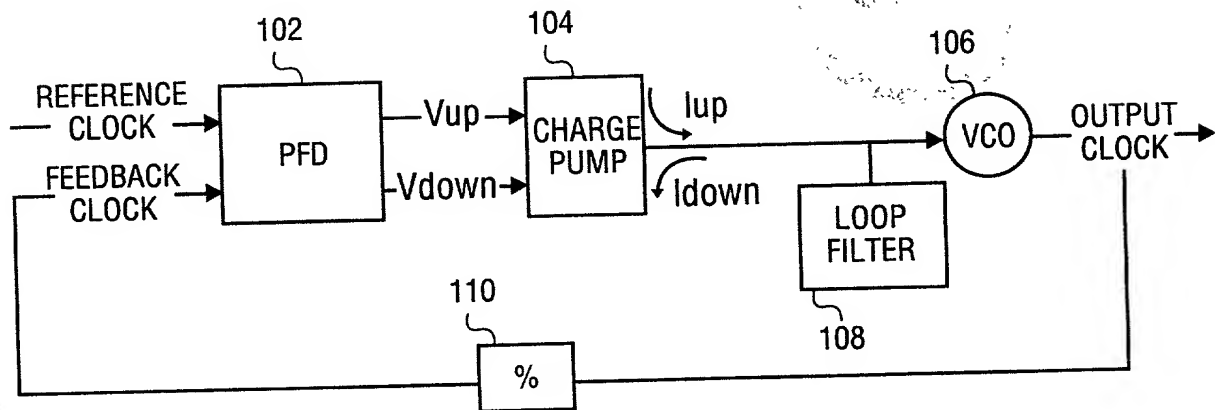 102
104
106
REFERENCE
CLOCK
FEEDBACK
CLOCK
PFD
Vup
Vdown
CHARGE
PUMP
Iup
Idown
VCO
OUTPUT
CLOCK
LOOP
FILTER
108
110
%